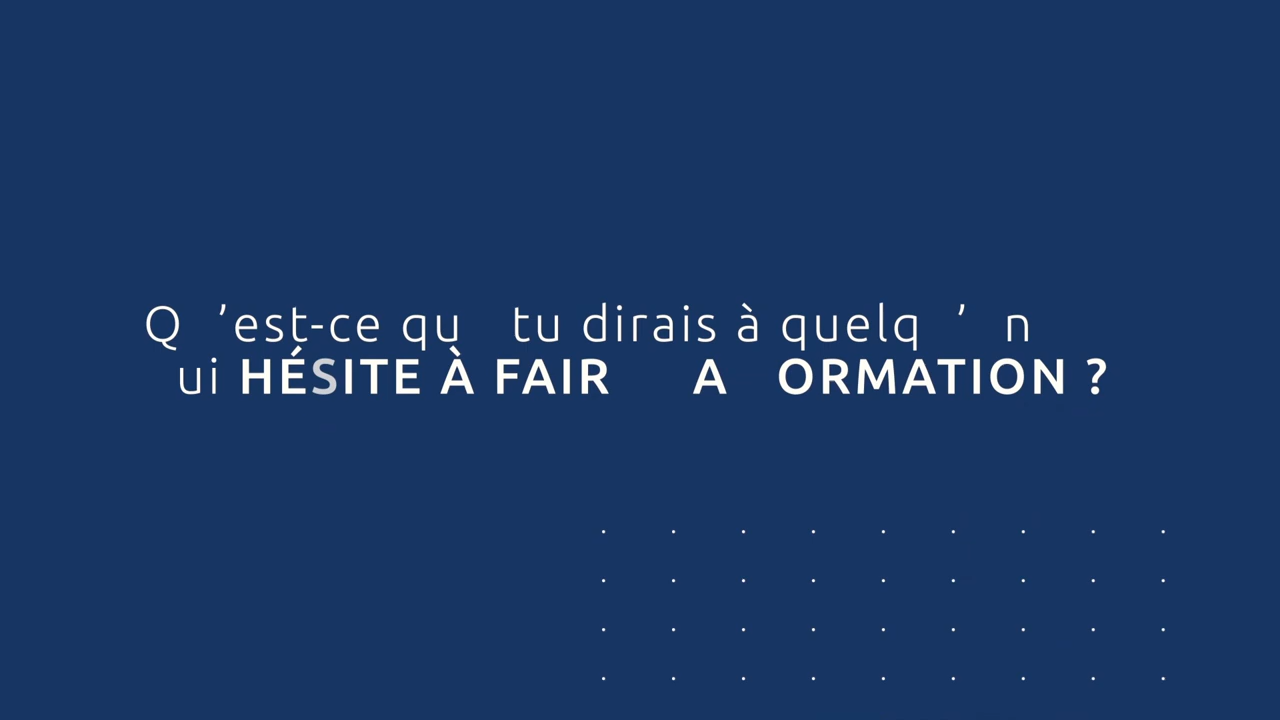 Q ’est-ce qu tu dirais à quelq ’ n
ui HÉSITE À FAIR A ORMATION ?